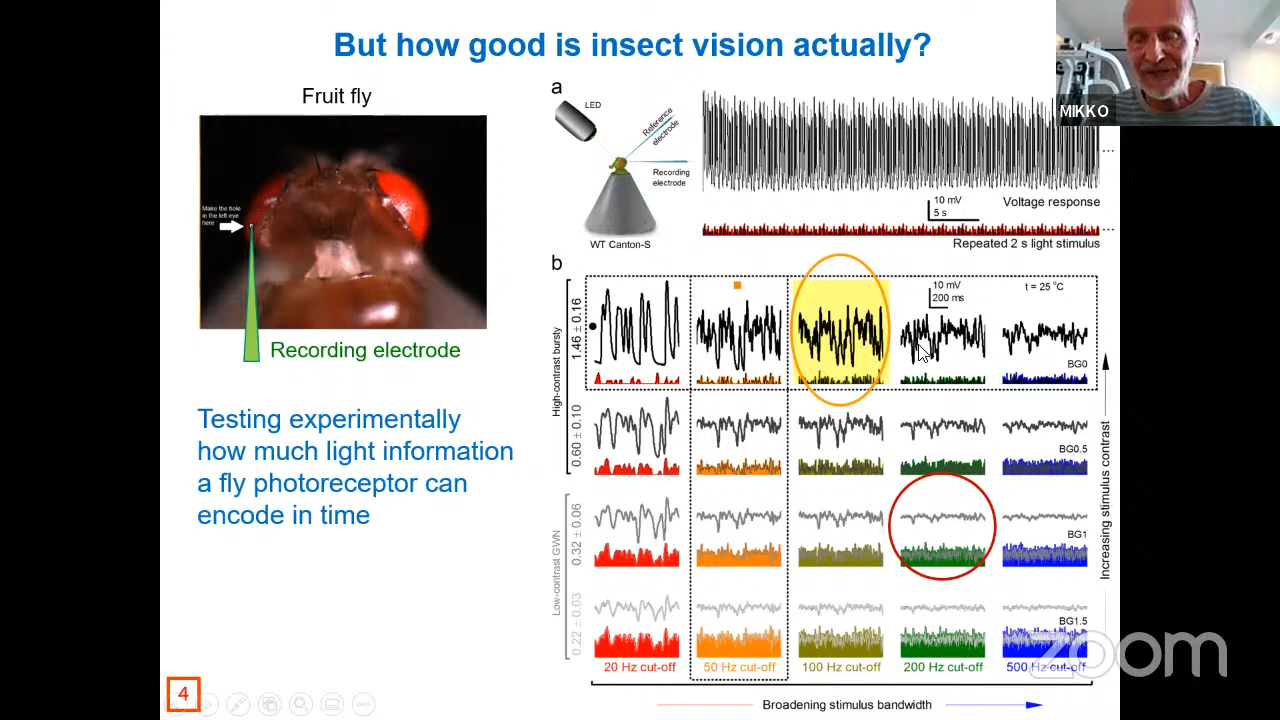 But how good is insect vision actually?
MIKKO
Fruit fly
Make the hole
in the left eye
here
Recording electrode
Testing experimentally
how much light information
a fly photoreceptor can
encode in time
4
a
LED
Reference
electrode
Recording
electrode
WT Canton-S
10 mV
5 s
Voltage response
...
Repeated 2 s light stimulus
...
b
High-contrast bursty
1.46 ± 0.16
10 mV
200 ms
t = 25 °C
BG0
0.60 ± 0.10
BG0.5
Low-contrast GWN
0.32 ± 0.06
BG1
0.22 ± 0.03
BG1.5
20 Hz cut-off
50 Hz cut-off
100 Hz cut-off
200 Hz cut-off
500 Hz cut-off
Increasing stimulus contrast
Broadening stimulus bandwidth
zoom